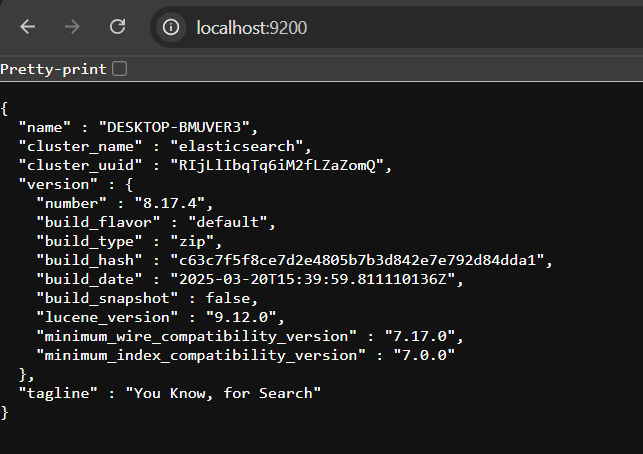 localhost:9200
Pretty-print
{
  "name" : "DESKTOP-BMUVER3",
  "cluster_name" : "elasticsearch",
  "cluster_uuid" : "RIjLlIbqTq6iM2fLZaZomQ",
  "version" : {
    "number" : "8.17.4",
    "build_flavor" : "default",
    "build_type" : "zip",
    "build_hash" : "c63c7f5f8ce7d2e4805b7b3d842e7e792d84dda1",
    "build_date" : "2025-03-20T15:39:59.811110136Z",
    "build_snapshot" : false,
    "lucene_version" : "9.12.0",
    "minimum_wire_compatibility_version" : "7.17.0",
    "minimum_index_compatibility_version" : "7.0.0"
  },
  "tagline" : "You Know, for Search"
}